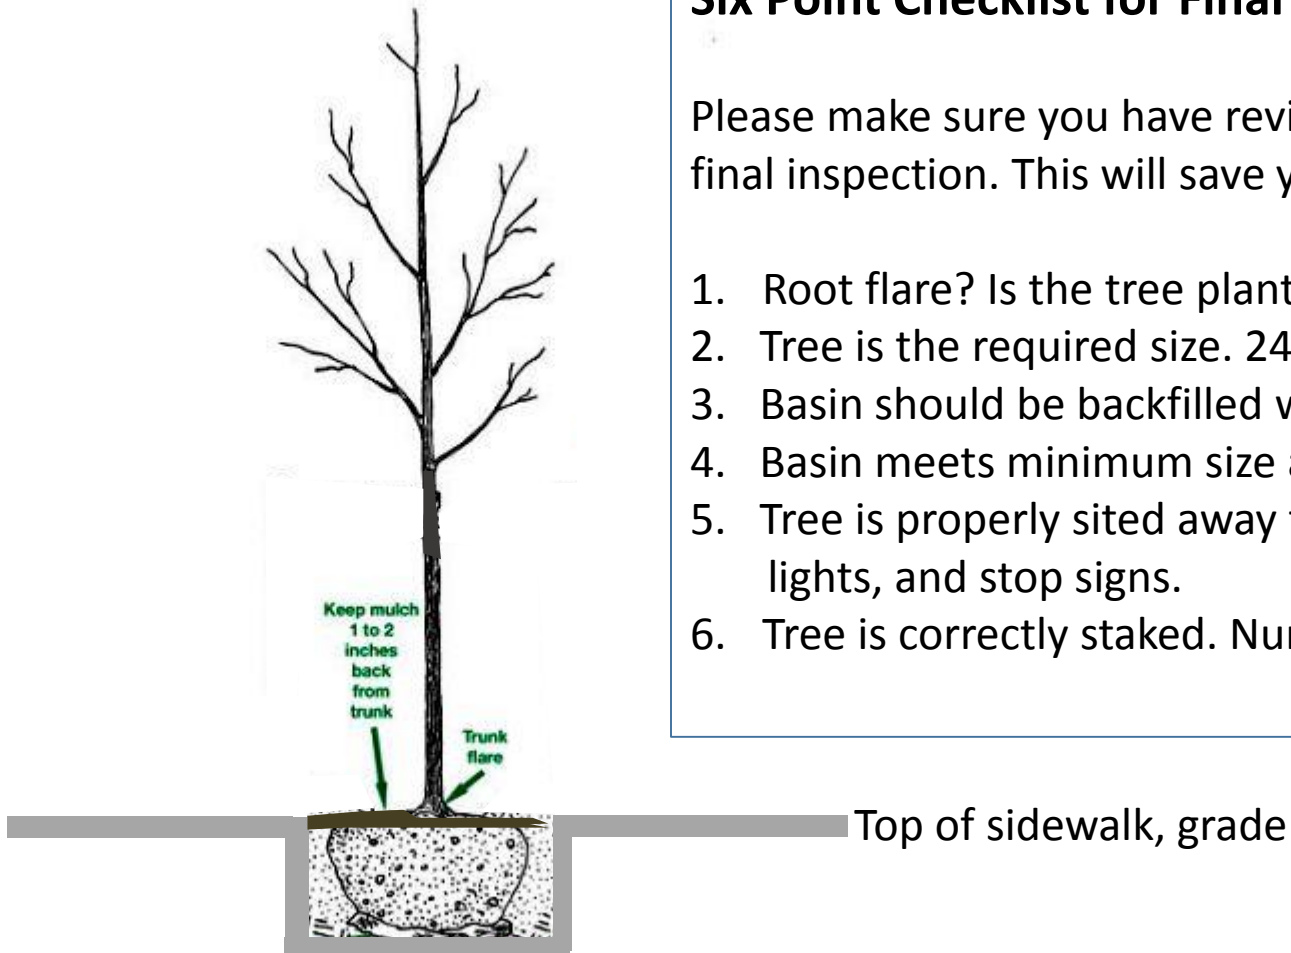 Six Point Checklist for Final
Please make sure you have revi
final inspection. This will save y
1. Root flare? Is the tree plant
2. Tree is the required size. 24
3. Basin should be backfilled w
4. Basin meets minimum size a
5. Tree is properly sited away
lights, and stop signs.
6. Tree is correctly staked. Nur
Keep mulch
1 to 2
inches
back
from
trunk
Trunk
flare
Top of sidewalk, grade